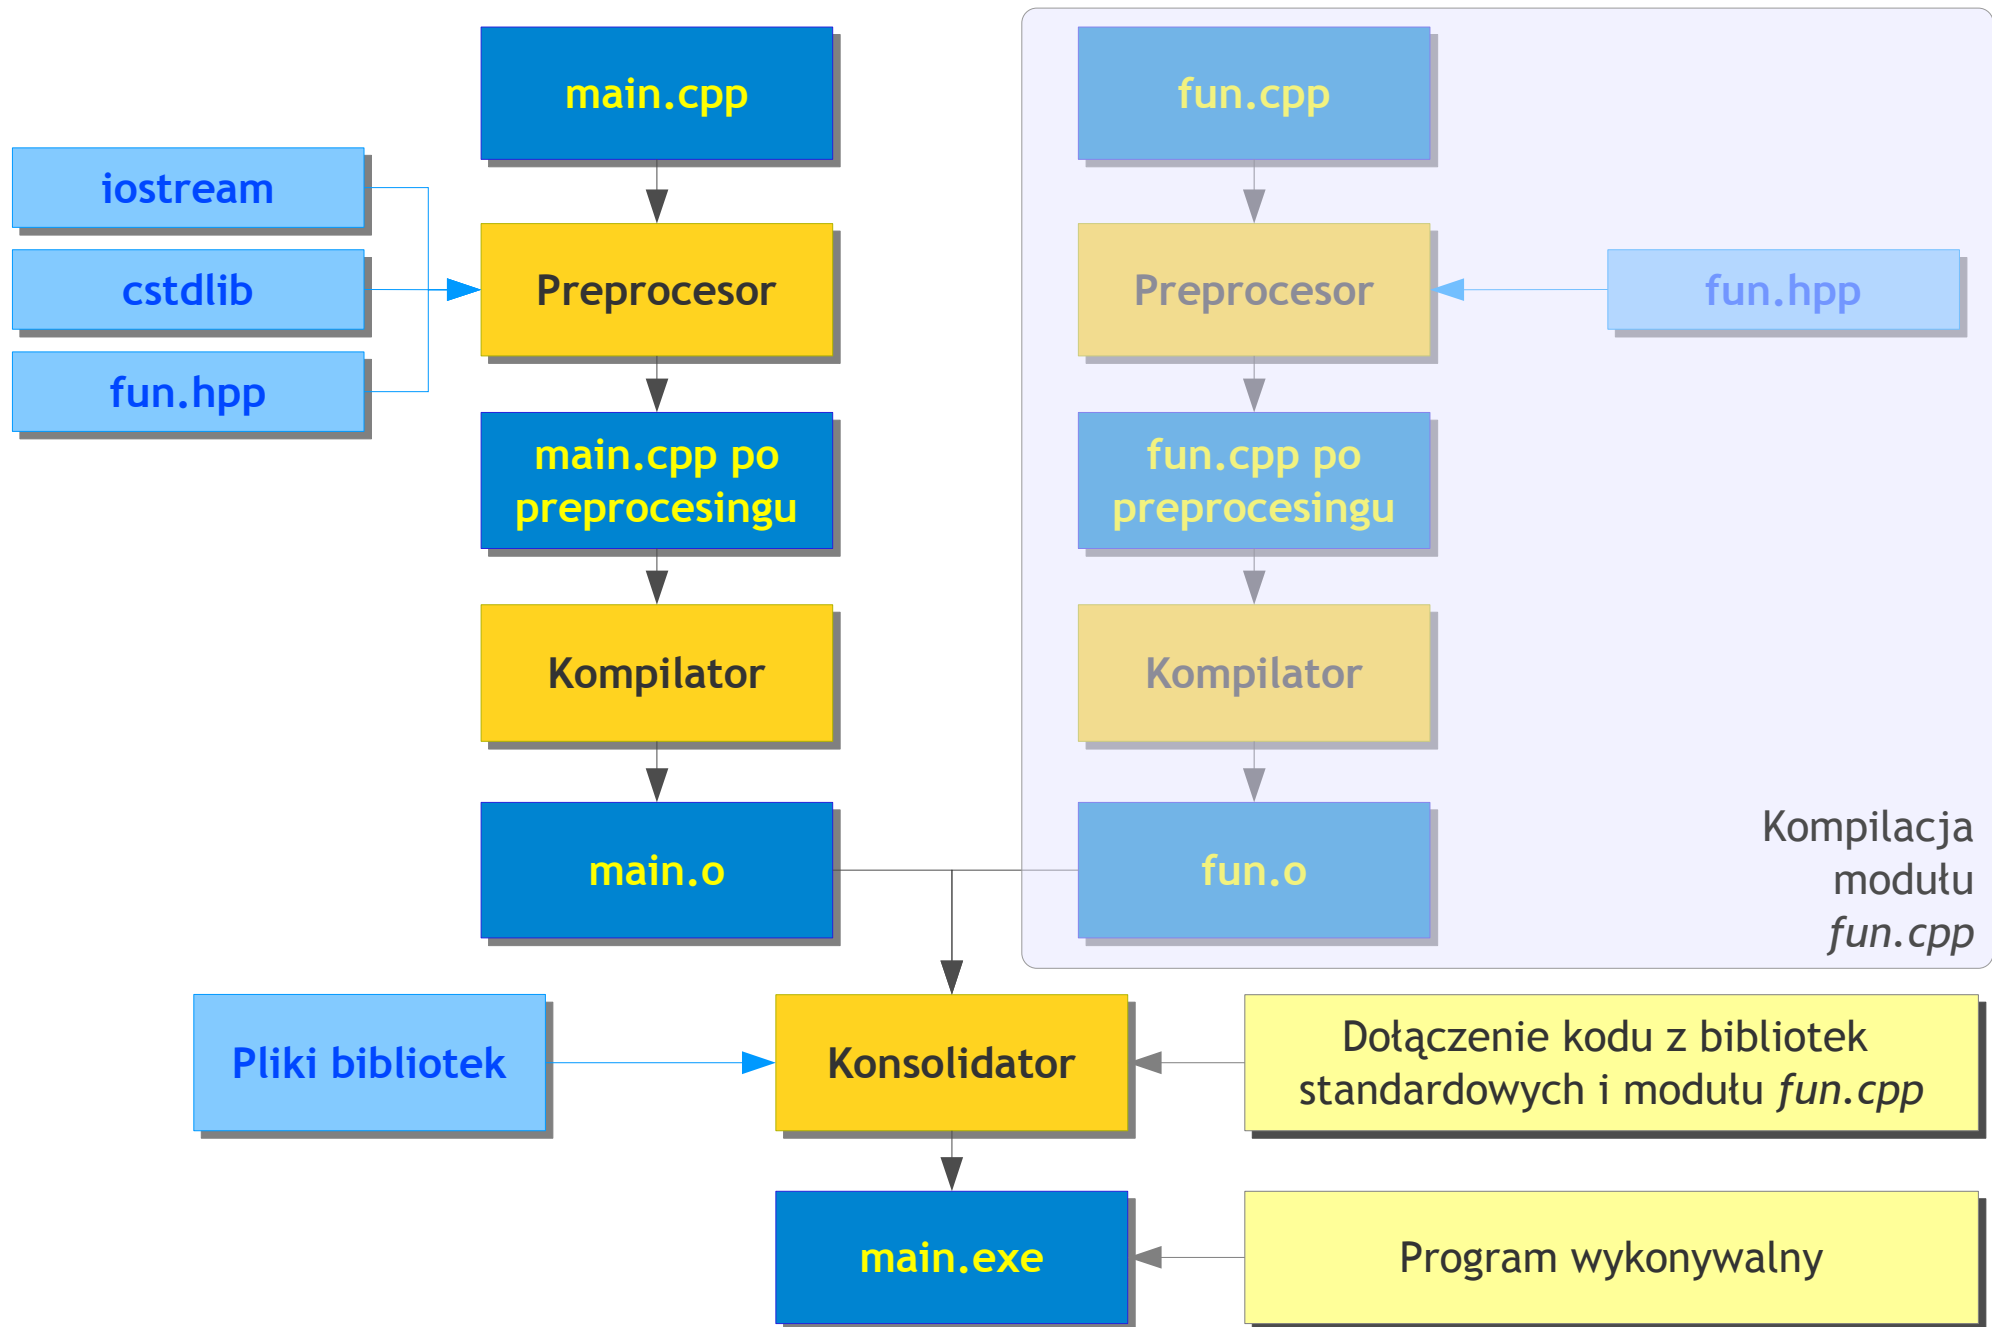 main.cpp
fun.cpp
iostream
cstdlib
fun.hpp
Preprocesor
Preprocesor
fun.hpp
main.cpp po
preprocesingu
fun.cpp po
preprocesingu
Kompilator
Kompilator
main.o
fun.o
Kompilacja
modułu
fun.cpp
Pliki bibliotek
Konsolidator
Dołączenie kodu z bibliotek
standardowych i modułu fun.cpp
main.exe
Program wykonywalny